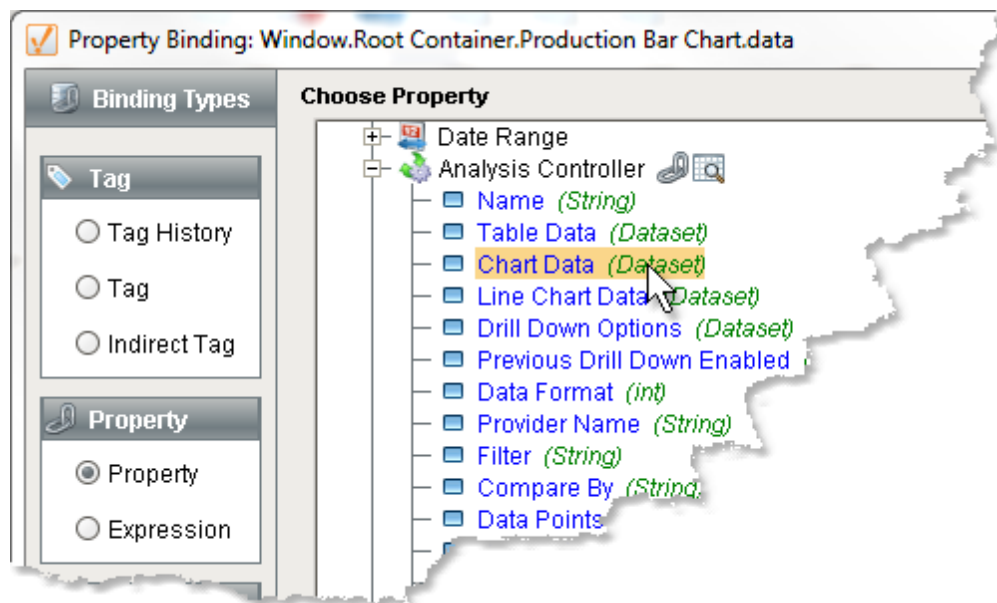 Property Binding: Window.Root Container.Production Bar Chart.data
Binding Types
Choose Property
Tag
Tag History
Tag
Indirect Tag
Property
Property
Expression
Date Range
Analysis Controller
Name (String)
Table Data (Dataset)
Chart Data (Dataset)
Line Chart Data (Dataset)
Drill Down Options (Dataset)
Previous Drill Down Enabled
Data Format (int)
Provider Name (String)
Filter (String)
Compare By (String)
Data Points